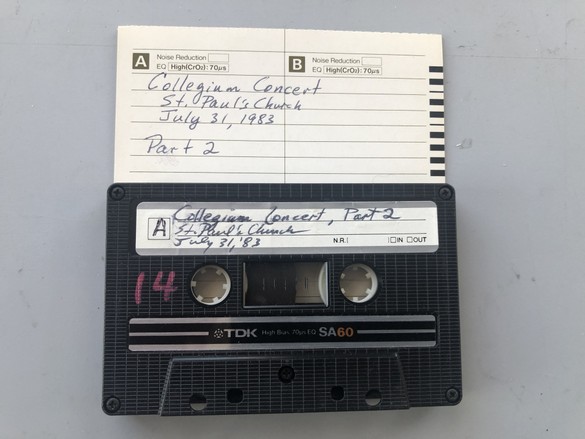 A Noise Reduction
EQ High(CrO₂):70μs
B Noise Reduction
EQ High(CrO₂):70μs
Collegium Concert
St. Paul's Church
July 31, 1983
Part 2
A
Collegium Concert, Part 2
St. Paul's Church
July 31, '83
N.R. IN OUT
14
TDK High Bias 70μs EQ SA60